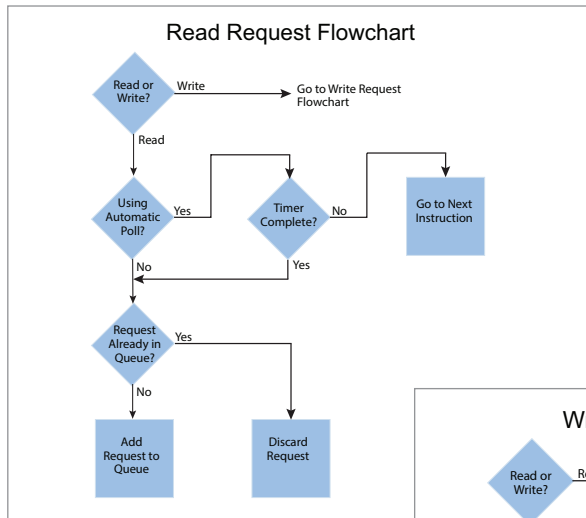 Read Request Flowchart
Read or
Write?
Write
Go to Write Request
Flowchart
Read
Using
Automatic
Poll?
Yes
Timer
Complete?
No
Go to Next
Instruction
No
Yes
Request
Already in
Queue?
Yes
No
Add
Request to
Queue
Discard
Request
Read or
Write?